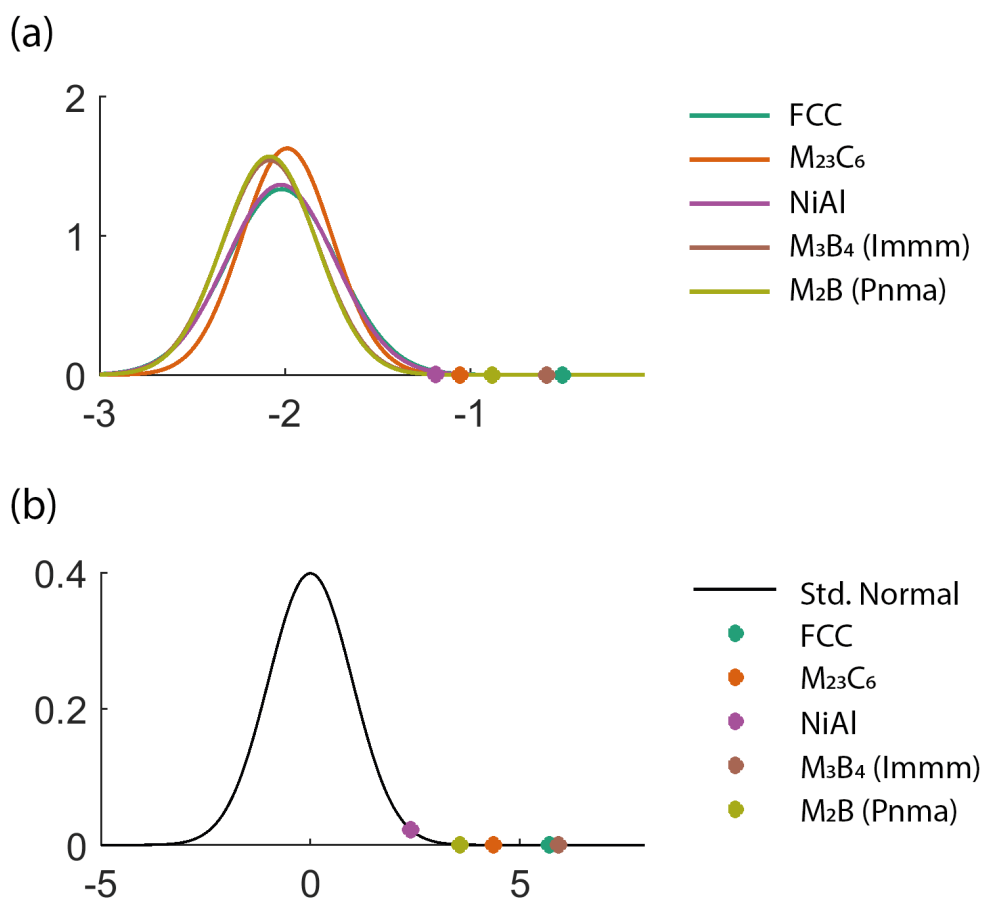 (a)
2
1
0
-3
-2
-1
FCC
M₂₃C₆
NiAl
M₃B₄ (Immm)
M₂B (Pnma)
(b)
0.4
0.2
0
-5
0
5
Std. Normal
FCC
M₂₃C₆
NiAl
M₃B₄ (Immm)
M₂B (Pnma)